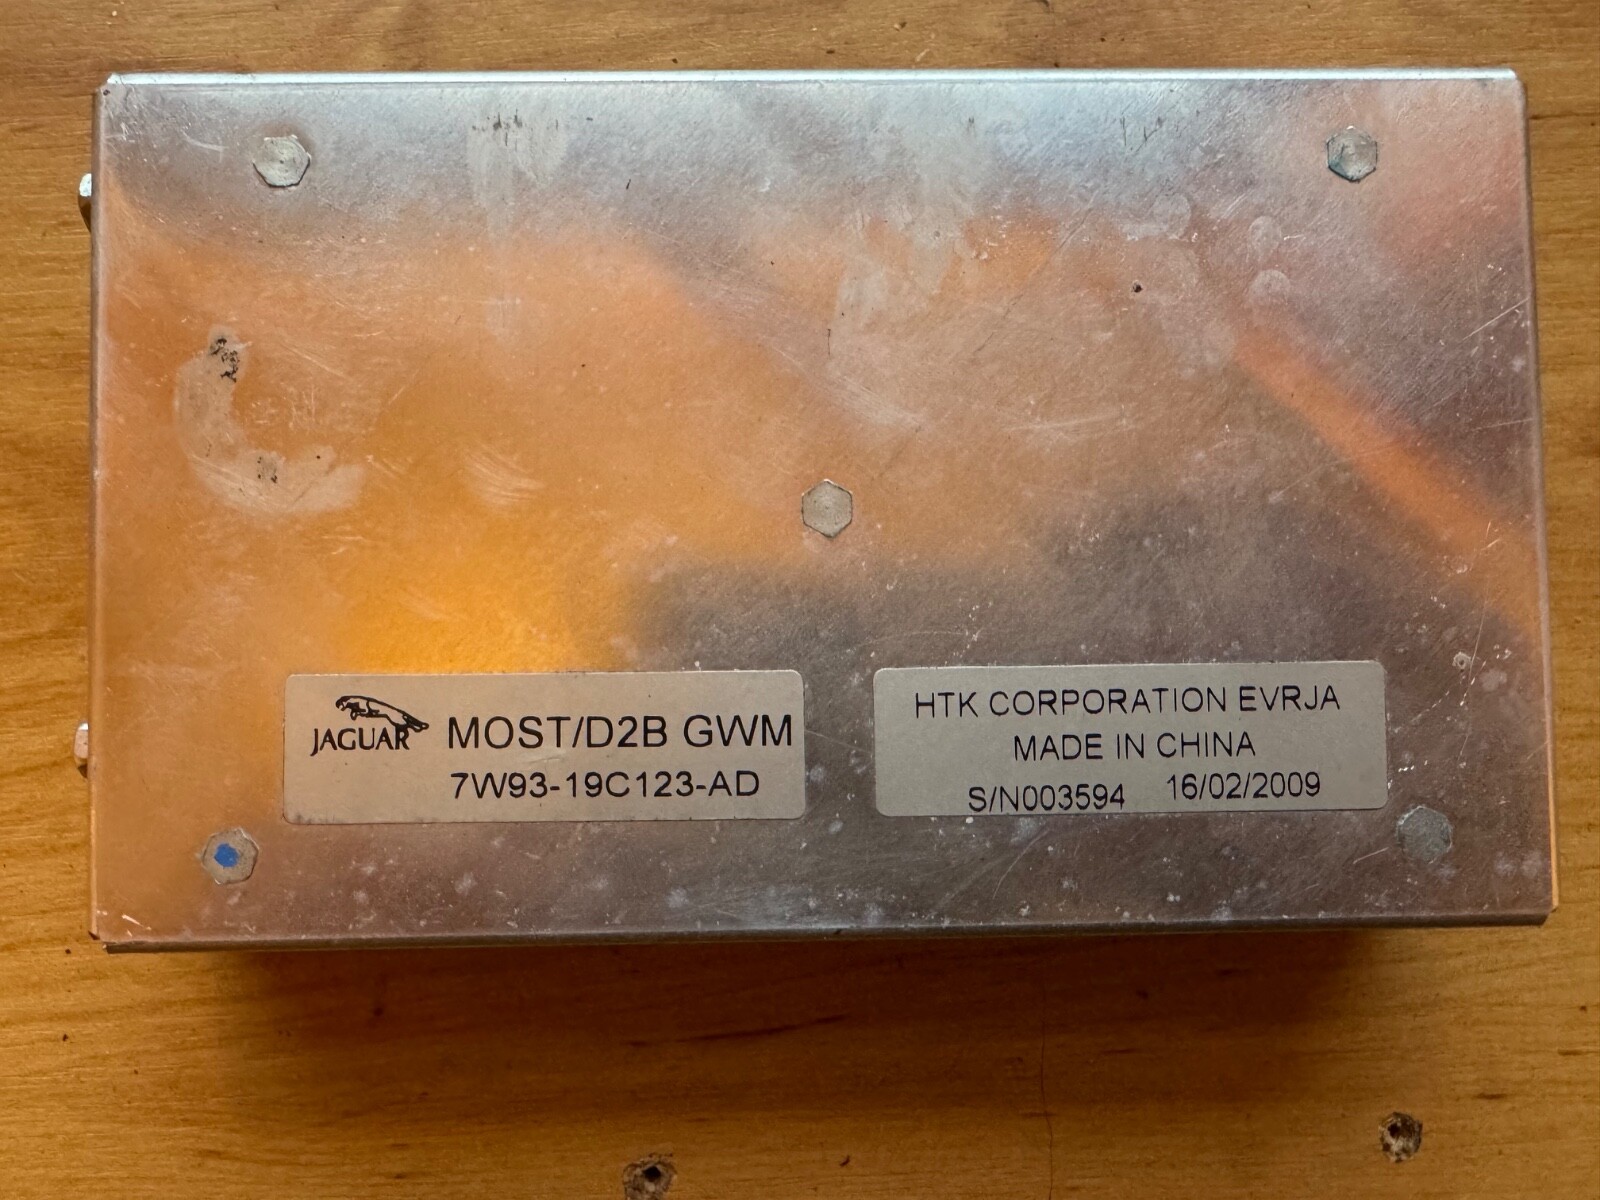 JAGUAR MOST/D2B GWM
7W93-19C123-AD
HTK CORPORATION EVRJA
MADE IN CHINA
S/N003594 16/02/2009